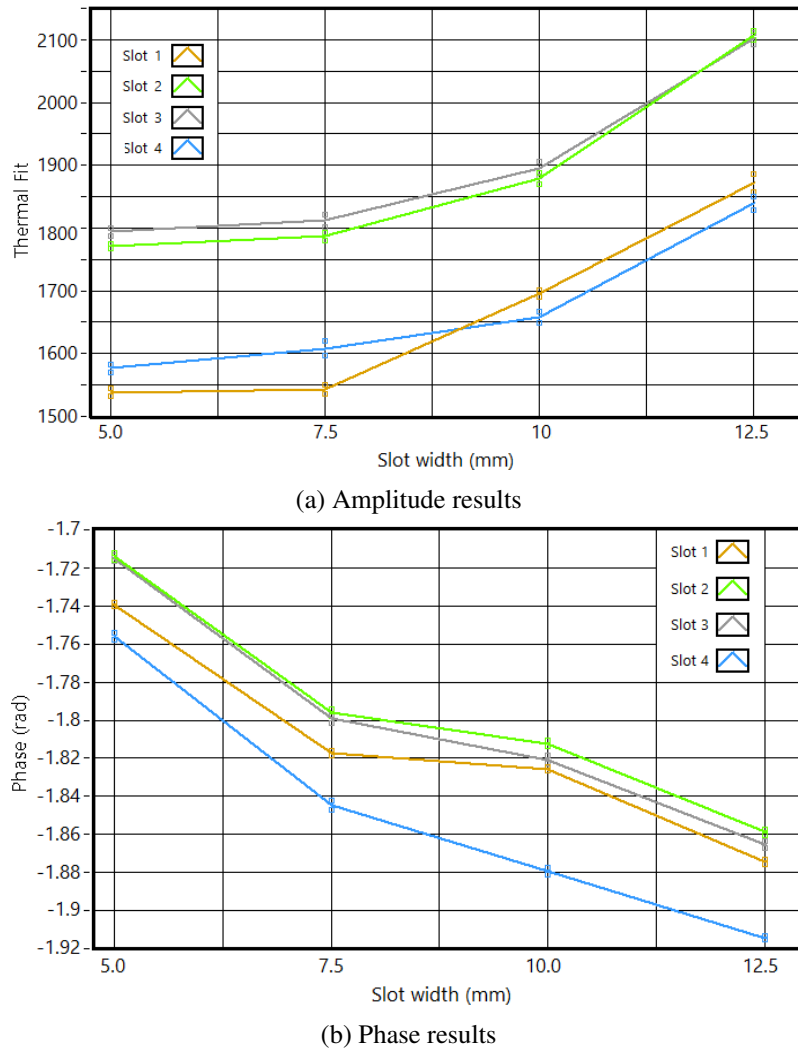 2100
2000
1900
1800
1700
1600
1500
Thermal Fit
Slot 1
Slot 2
Slot 3
Slot 4
5.0 7.5 10 12.5
Slot width (mm)
(a) Amplitude results
-1.7
-1.72
-1.74
-1.76
-1.78
-1.8
-1.82
-1.84
-1.86
-1.88
-1.9
-1.92
Phase (rad)
Slot 1
Slot 2
Slot 3
Slot 4
5.0 7.5 10.0 12.5
Slot width (mm)
(b) Phase results